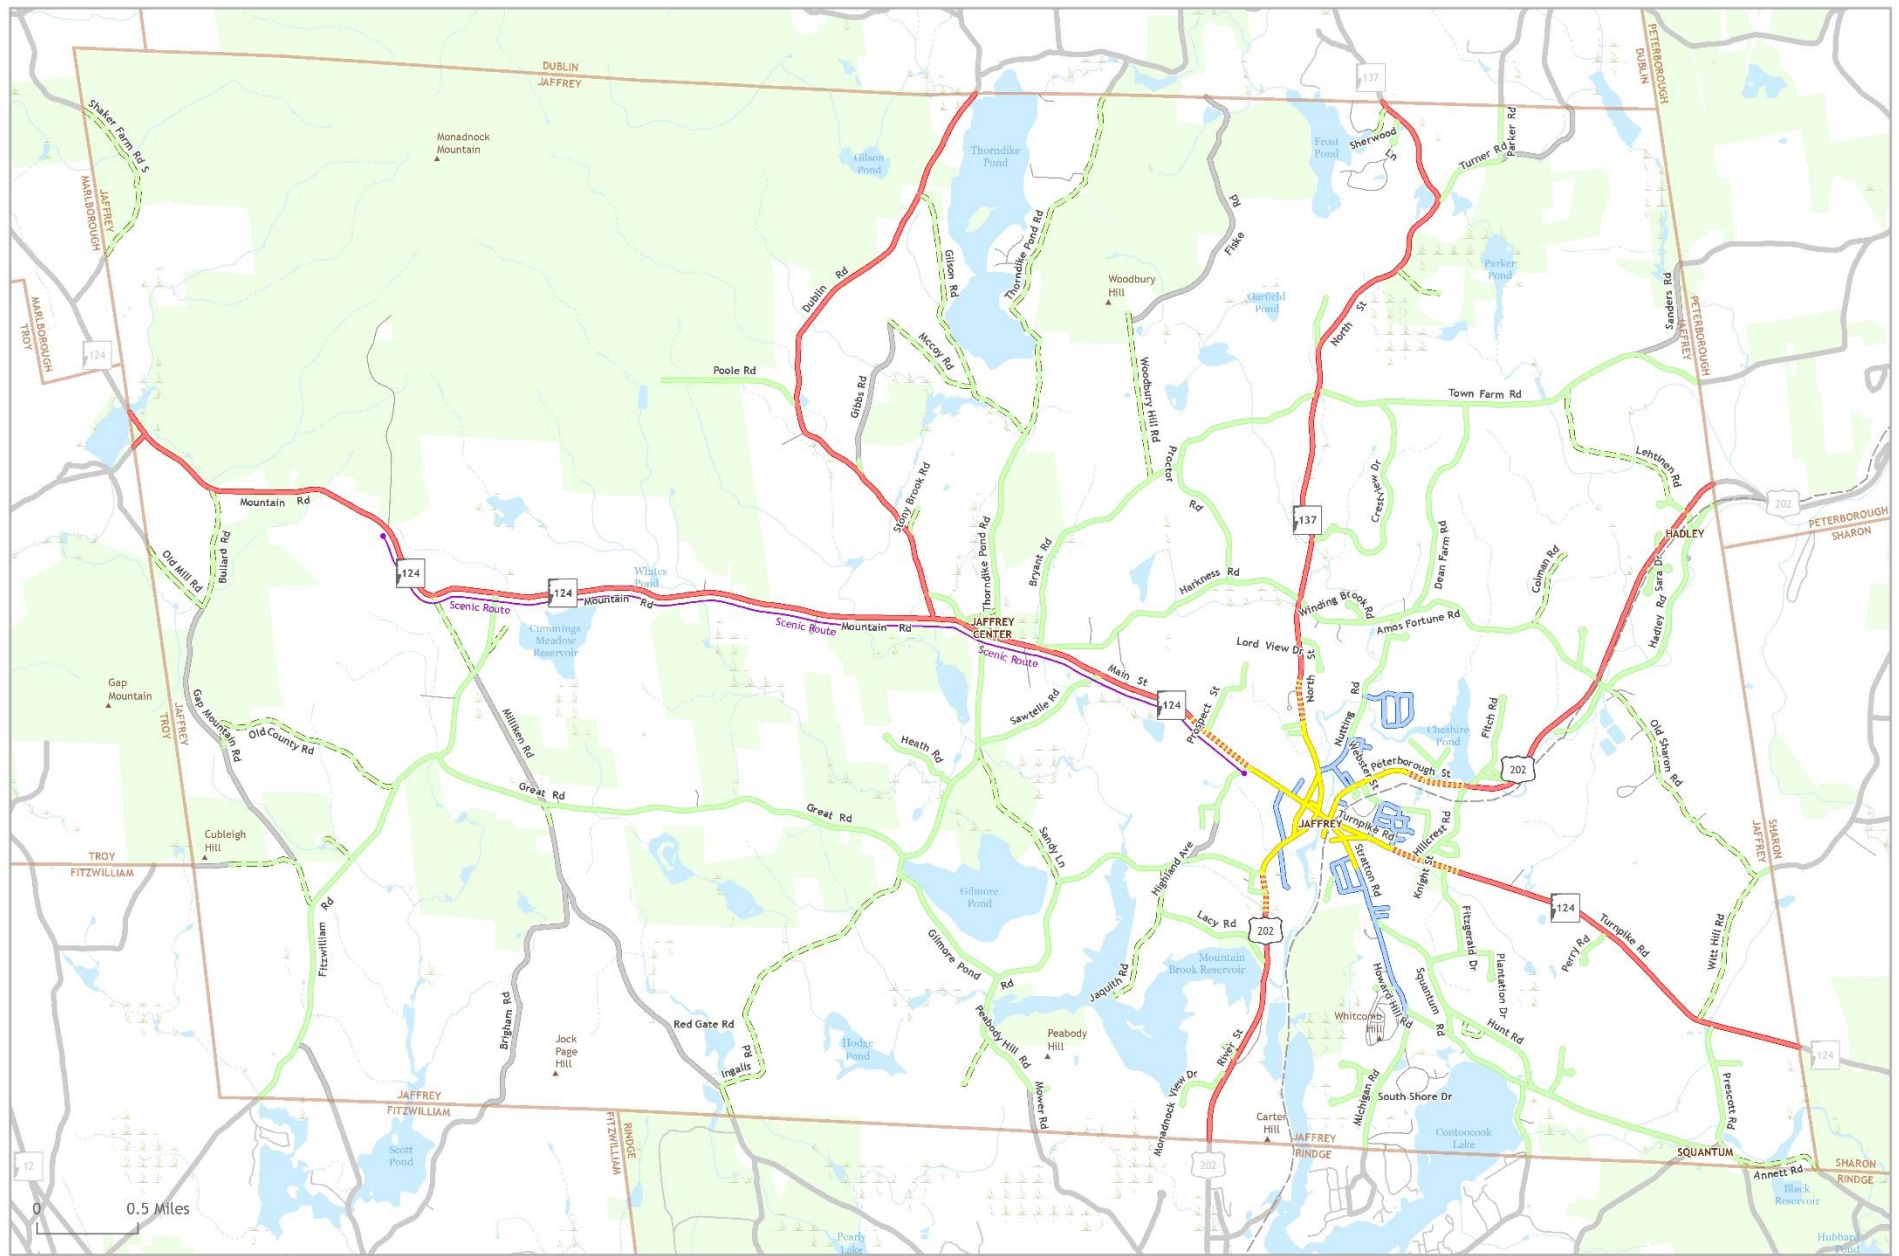 DUBLIN
JAFFREY
137
PETERBOROUGH
DUBLIN
Shaker Farm Rd S
Monadnock
Mountain
Gilson
Pond
Thorndike
Pond
Frost
Pond
Sherwood
Ln
Turner Rd
Parker Rd
JAFFREY
MARLBOROUGH
Gilson Rd
Thorndike Pond Rd
Rd
Fiske
Parker
Pond
Dublin Rd
Woodbury
Hill
Garfield
Pond
North St
Sanders Rd
PETERBOROUGH
JAFFREY
MARLBOROUGH
TROY
124
Mccoy Rd
Poole Rd
Gibbs Rd
Woodbury Hill Rd
Town Farm Rd
Proctor
Rd
Crestview Dr
Lehtinen Rd
Stony Brook Rd
Mountain Rd
202
PETERBOROUGH
SHARON
137
HADLEY
Bullard Rd
Old Mill Rd
124
Thorndike Pond Rd
Bryant Rd
Dean Farm Rd
Colman Rd
Sara Dr
Wintea
Pond
Harkness Rd
124
Mountain Rd
Scenic Route
Winding Brook Rd
Amos Fortune Rd
Hadley Rd
Scenic Route
Mountain Rd
JAFFREY
CENTER
Scenic Route
Cummings
Meadow
Reservoir
Lord View Dr
North St
Main St
Gap
Mountain
JAFFREY
TROY
Gap Mountain Rd
Old County Rd
Milliken Rd
Sawtelle Rd
124
Prospect St
Nutting Rd
Webster St
Cheshire
Pond
Fitch Rd
Old Sharon Rd
Heath Rd
Peterborough St
202
Great Rd
Great Rd
JAFFREY
Turnpike Rd
Cubleigh
Hill
Sandy Ln
Hillcrest Rd
SHARON
JAFFREY
TROY
FITZWILLIAM
Highland Ave
Stratton Rd
Knight St
Gilmore
Pond
Lacy Rd
202
124
Turnpike Rd
Fitzwilliam Rd
Gilmore Pond Rd
Fitzgerald Dr
Perry Rd
Witt Hill Rd
Mountain
Brook Reservoir
Jaquith Rd
Howard Hill Rd
Squantum Rd
Plantation Dr
Brigham Rd
Red Gate Rd
Peabody Hill Rd
Peabody
Hill
Whitcomb
Hill
Hunt Rd
Jock
Page
Hill
Hodge
Pond
River St
124
Ingalls Rd
JAFFREY
FITZWILLIAM
Mower Rd
Monadnock View Dr
Michigan Rd
South Shore Dr
Prescott Rd
FITZWILLIAM
RINDGE
Carter
Hill
JAFFREY
RINDGE
Contoocook
Lake
12
Scott
Pond
202
SQUANTUM
Annett Rd
SHARON
RINDGE
Black
Reservoir
0 0.5 Miles
Pearly
Lake
Hubbard
Pond